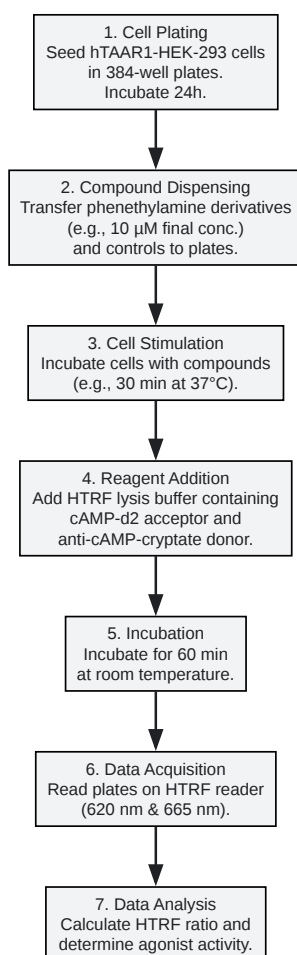 1. Cell Plating
Seed hTAAR1-HEK-293 cells
in 384-well plates.
Incubate 24h.
2. Compound Dispensing
Transfer phenethylamine derivatives
(e.g., 10 µM final conc.)
and controls to plates.
3. Cell Stimulation
Incubate cells with compounds
(e.g., 30 min at 37°C).
4. Reagent Addition
Add HTRF lysis buffer containing
cAMP-d2 acceptor and
anti-cAMP-cryptate donor.
5. Incubation
Incubate for 60 min
at room temperature.
6. Data Acquisition
Read plates on HTRF reader
(620 nm & 665 nm).
7. Data Analysis
Calculate HTRF ratio and
determine agonist activity.